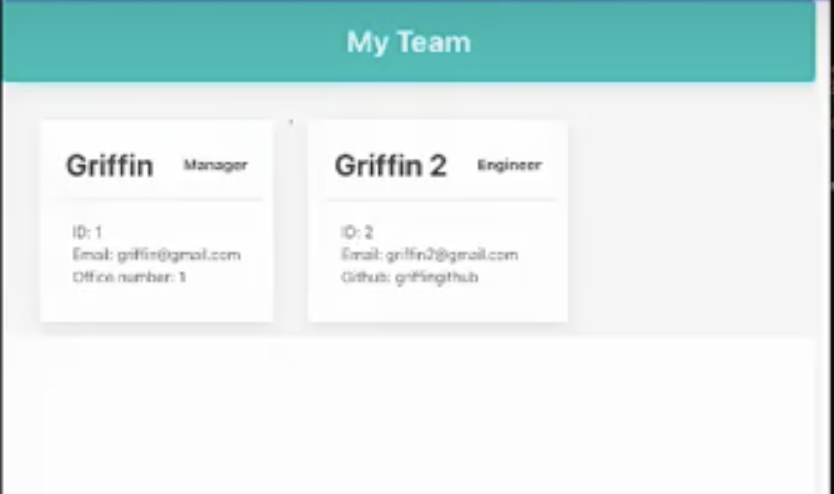 My Team
Griffin Manager
ID: 1
Email: griffin@gmail.com
Office number: 1
Griffin 2 Engineer
ID: 2
Email: griffin2@gmail.com
Github: griffingithub